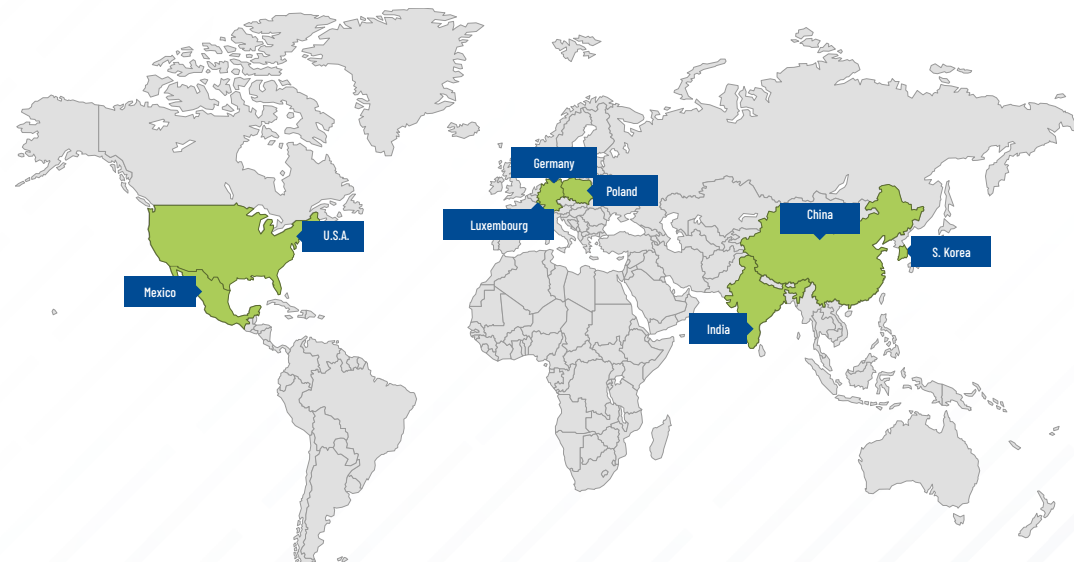 Germany
Poland
China
Luxembourg
U.S.A.
S. Korea
Mexico
India